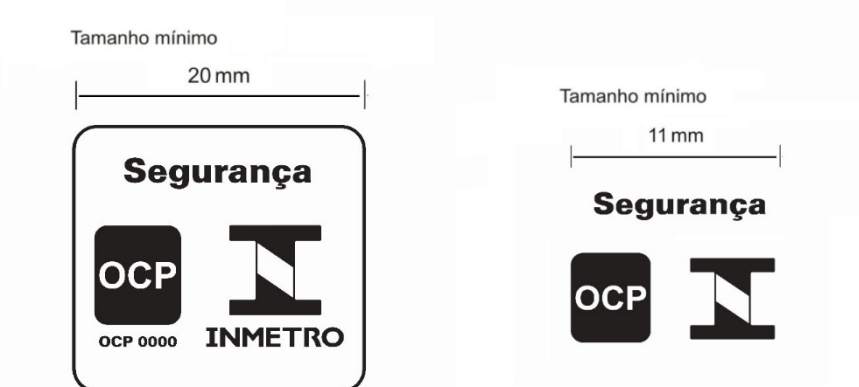 Tamanho mínimo
20 mm
Segurança
OCP
OCP 0000
INMETRO
Tamanho mínimo
11 mm
Segurança
OCP